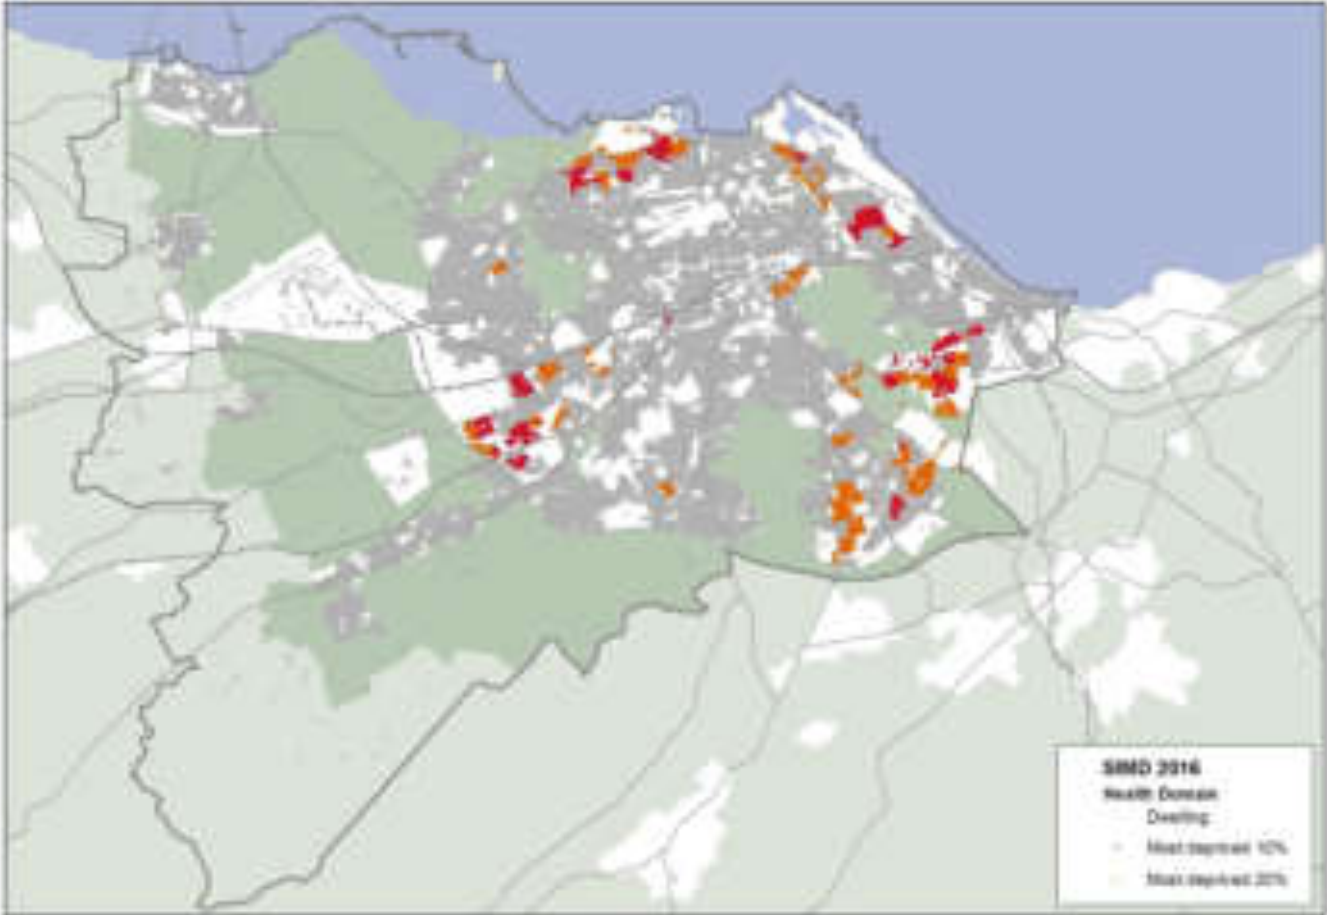 SIMD 2016
Health Domain
Dwelling
Most deprived 10%
Most deprived 20%